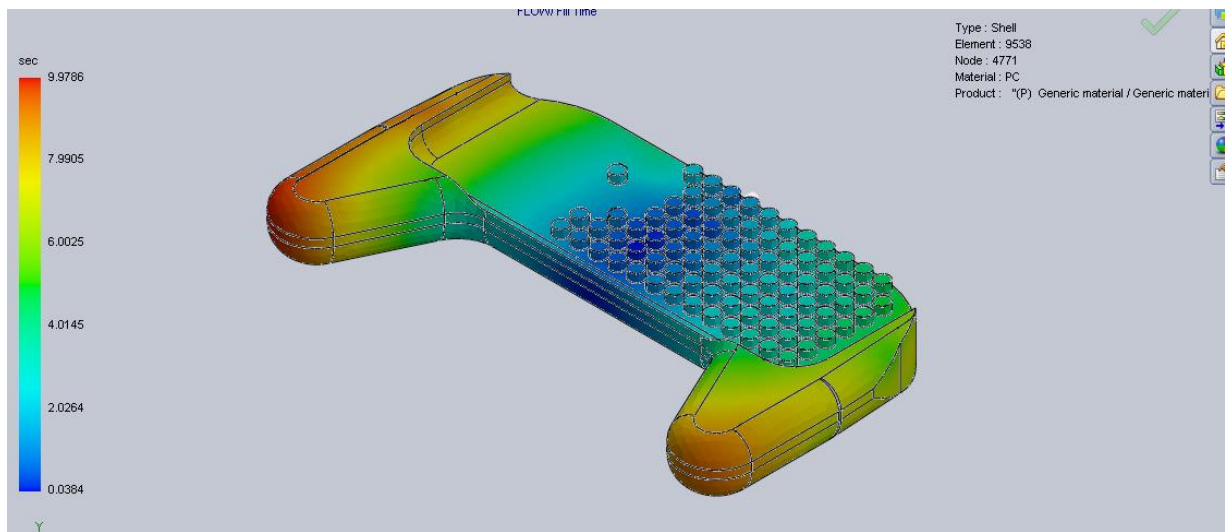 FLOW/ Fill Time
Type : Shell
Element : 9538
Node : 4771
Material : PC
Product : "(P) Generic material / Generic materi
sec
9.9786
7.9905
6.0025
4.0145
2.0264
0.0384
Y